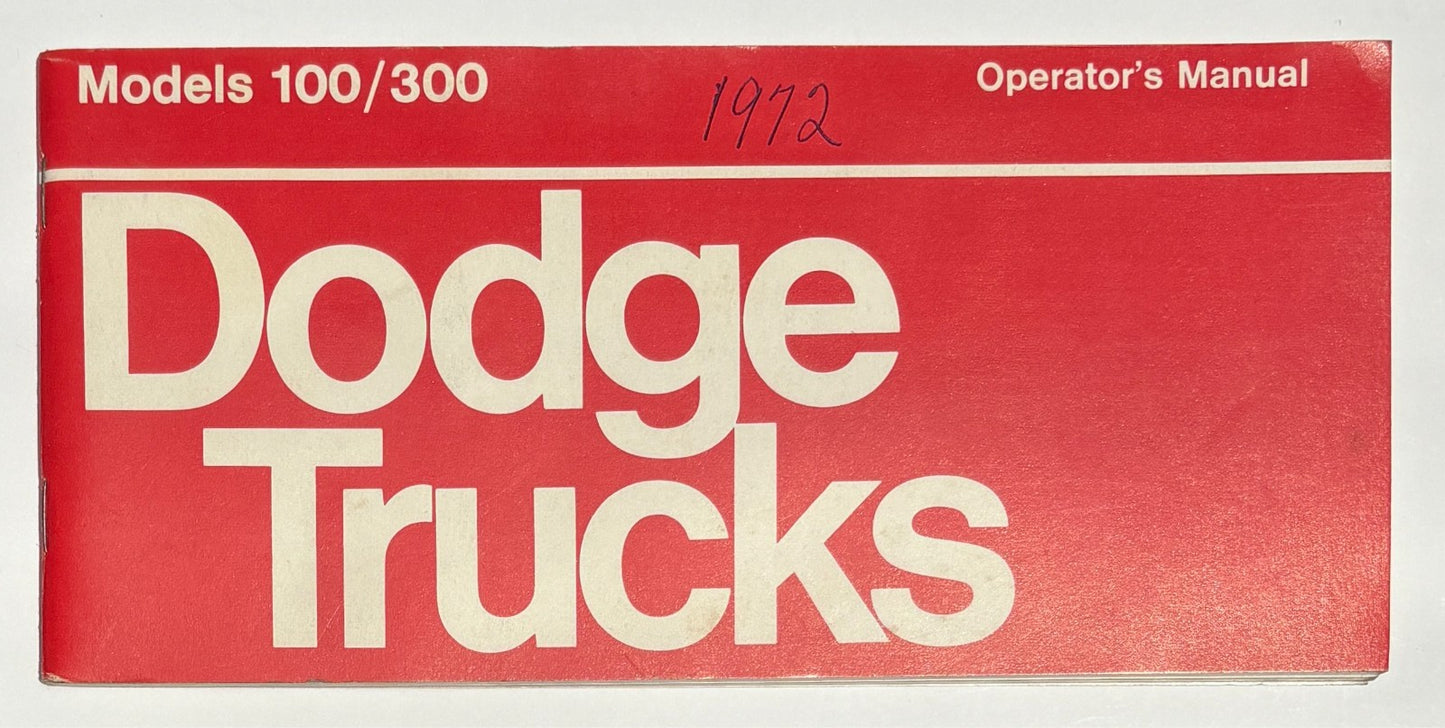 Models 100/300 1972 Operator's Manual
Dodge
Trucks